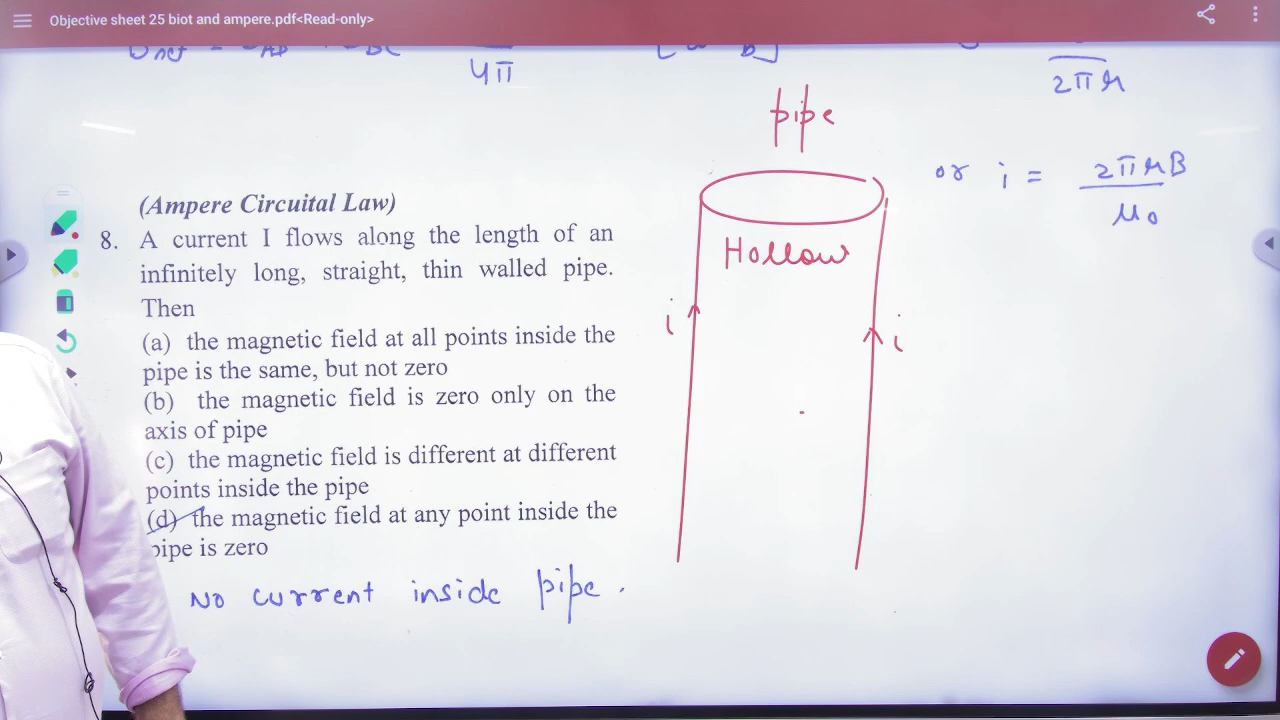 Objective sheet 25 biot and ampere.pdf<Read-only>
4π
2πr
pipe
or i = 2πrB
μ₀
(Ampere Circuital Law)
8. A current I flows along the length of an
infinitely long, straight, thin walled pipe.
Then
(a) the magnetic field at all points inside the
pipe is the same, but not zero
(b) the magnetic field is zero only on the
axis of pipe
(c) the magnetic field is different at different
points inside the pipe
(d) the magnetic field at any point inside the
pipe is zero
No current inside pipe.
Hollow
i
i